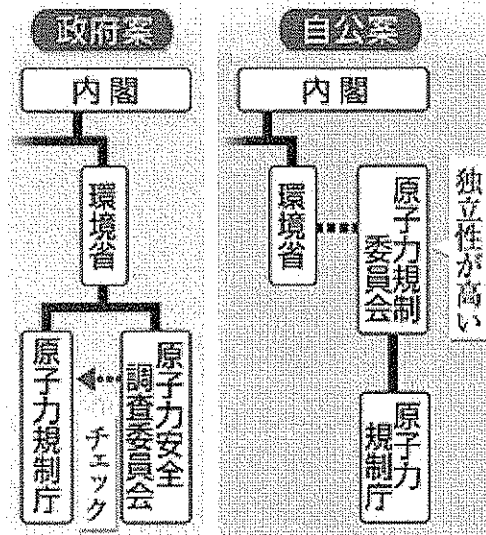 政府案
内閣
環境省
原子力安全
調査委員会
チェック
原子力規制庁
自公案
内閣
環境省
原子力規制
委員会
独立性が高い
原子力
規制庁